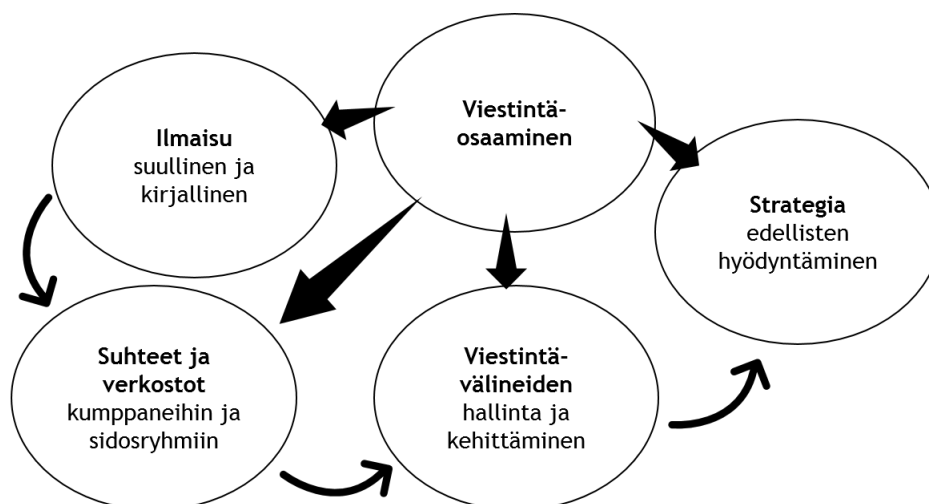 Viestintä-
osaaminen
Ilmaisu
suullinen ja
kirjallinen
Suhteet ja
verkostot
kumppaneihin ja
sidosryhmiin
Viestintä-
välineiden
hallinta ja
kehittäminen
Strategia
edellisten
hyödyntäminen